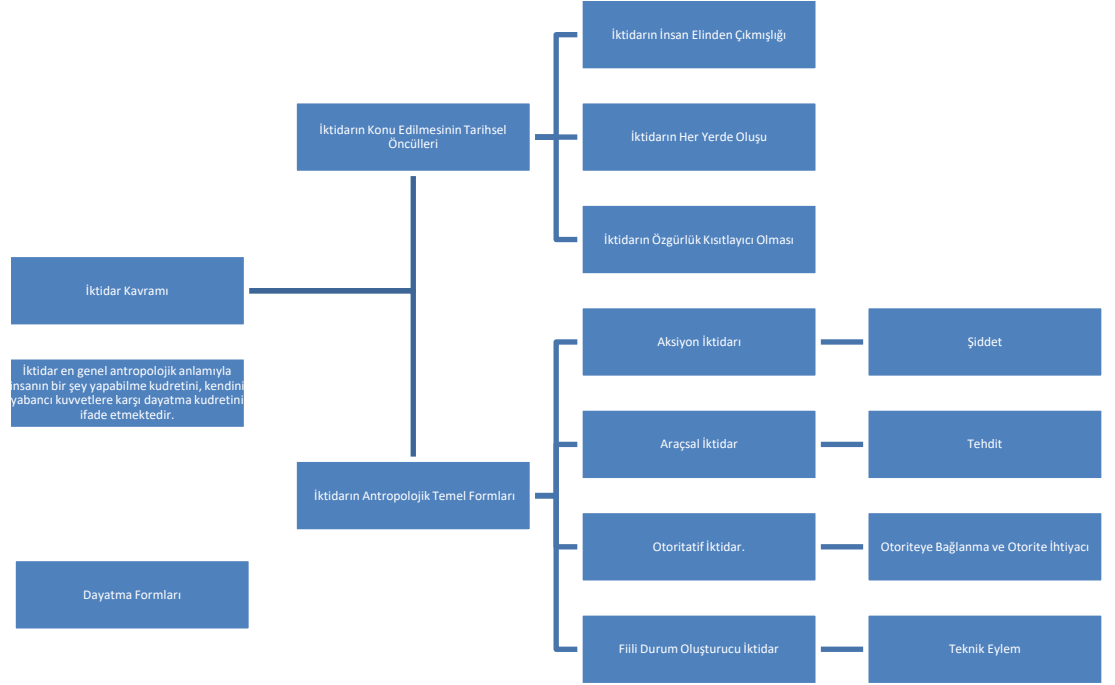 İktidarın İnsan Elinden Çıkmışlığı
İktidarın Konu Edilmesinin Tarihsel
Öncülleri
İktidarın Her Yerde Oluşu
İktidarın Özgürlük Kısıtlayıcı Olması
İktidar Kavramı
İktidar en genel antropolojik anlamıyla
insanın bir şey yapabilme kudretini, kendini
yabancı kuvvetlere karşı dayatma kudretini
ifade etmektedir.
Aksiyon İktidarı
Şiddet
Araçsal İktidar
Tehdit
İktidarın Antropolojik Temel Formları
Otoritatif İktidar.
Otoriteye Bağlanma ve Otorite İhtiyacı
Dayatma Formları
Fiili Durum Oluşturucu İktidar
Teknik Eylem